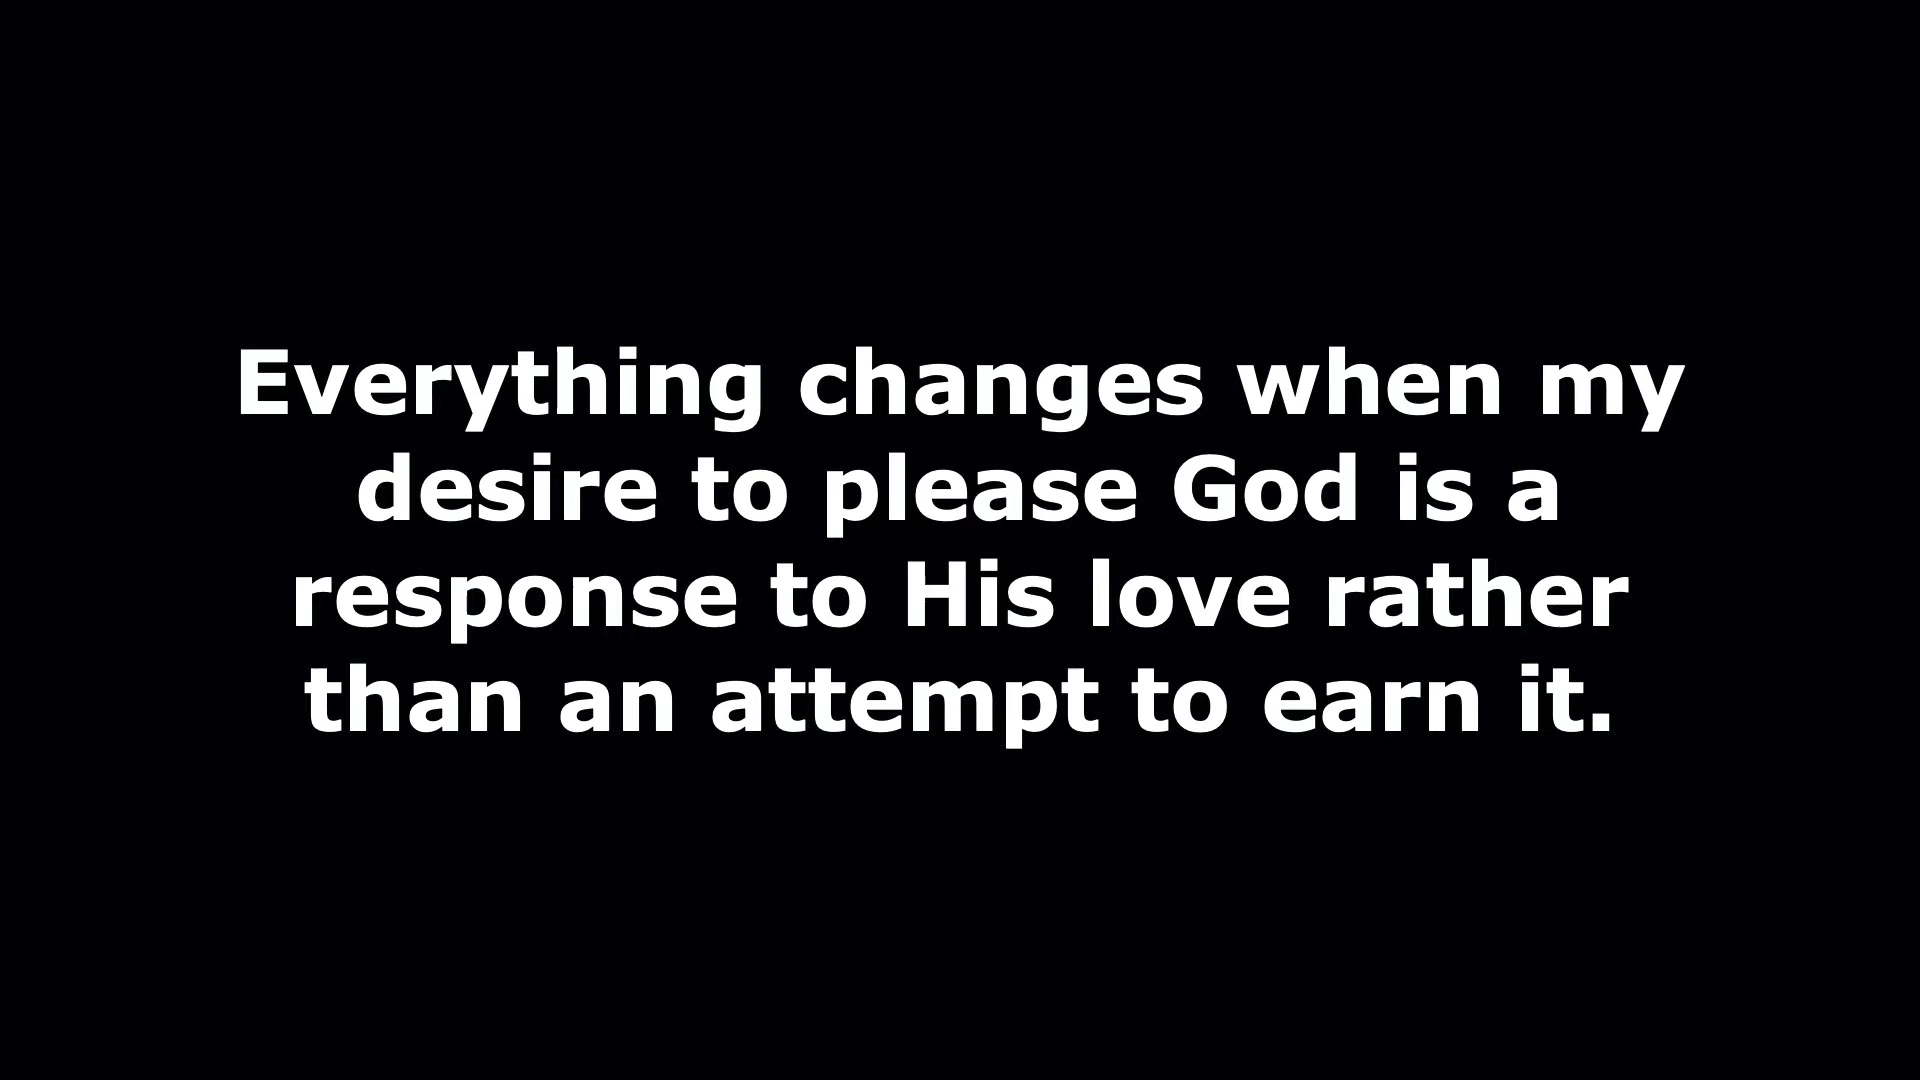 Everything changes when my
desire to please God is a
response to His love rather
than an attempt to earn it.